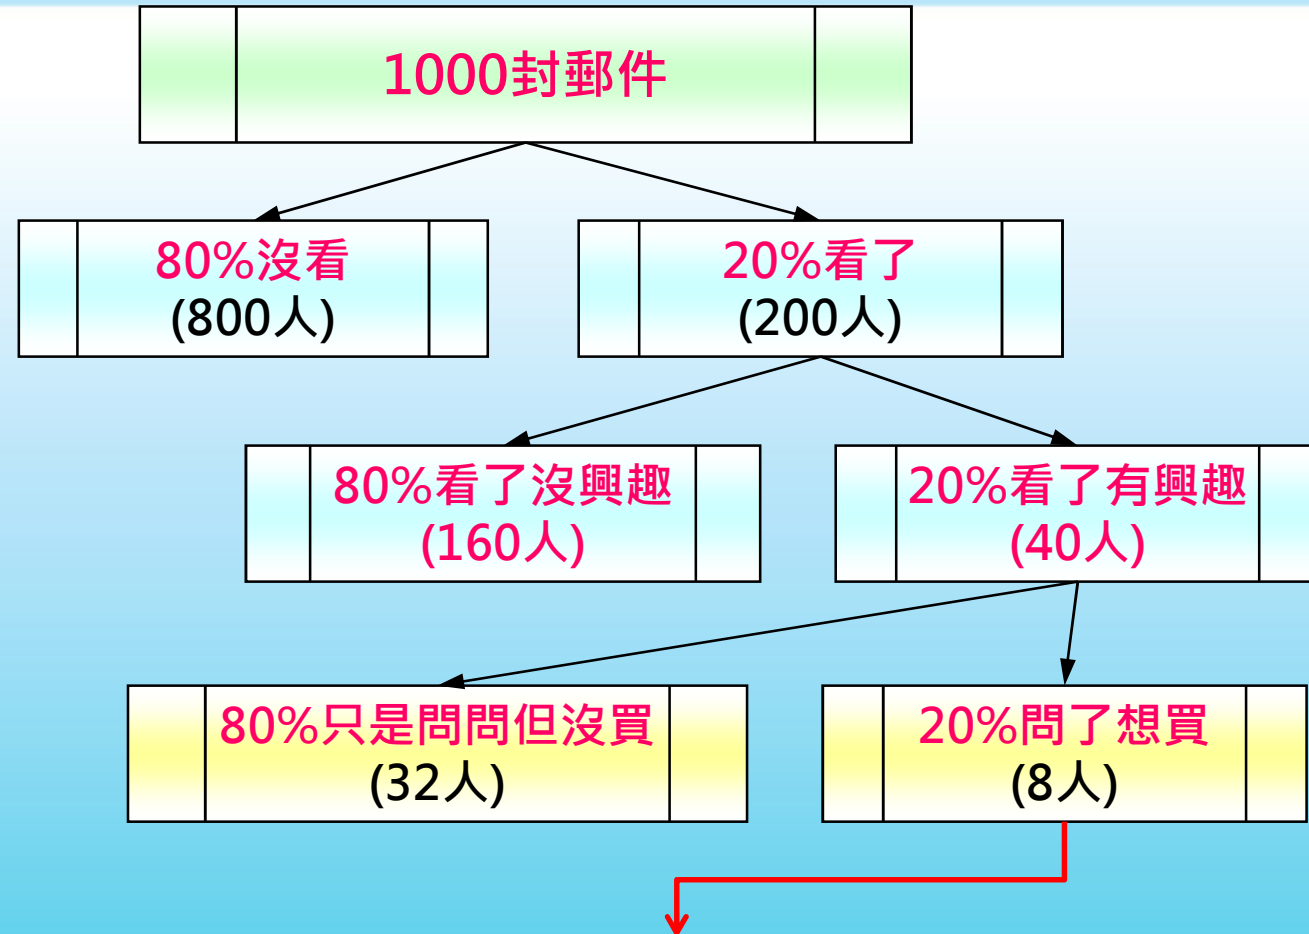 1000封郵件
80%沒看
(800人)
20%看了
(200人)
80%看了沒興趣
(160人)
20%看了有興趣
(40人)
80%只是問問但沒買
(32人)
20%問了想買
(8人)